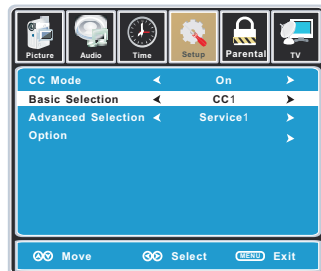 Picture Audio Time Setup Parental TV
CC Mode On
Basic Selection CC1
Advanced Selection Service1
Option
Move Select MENU Exit